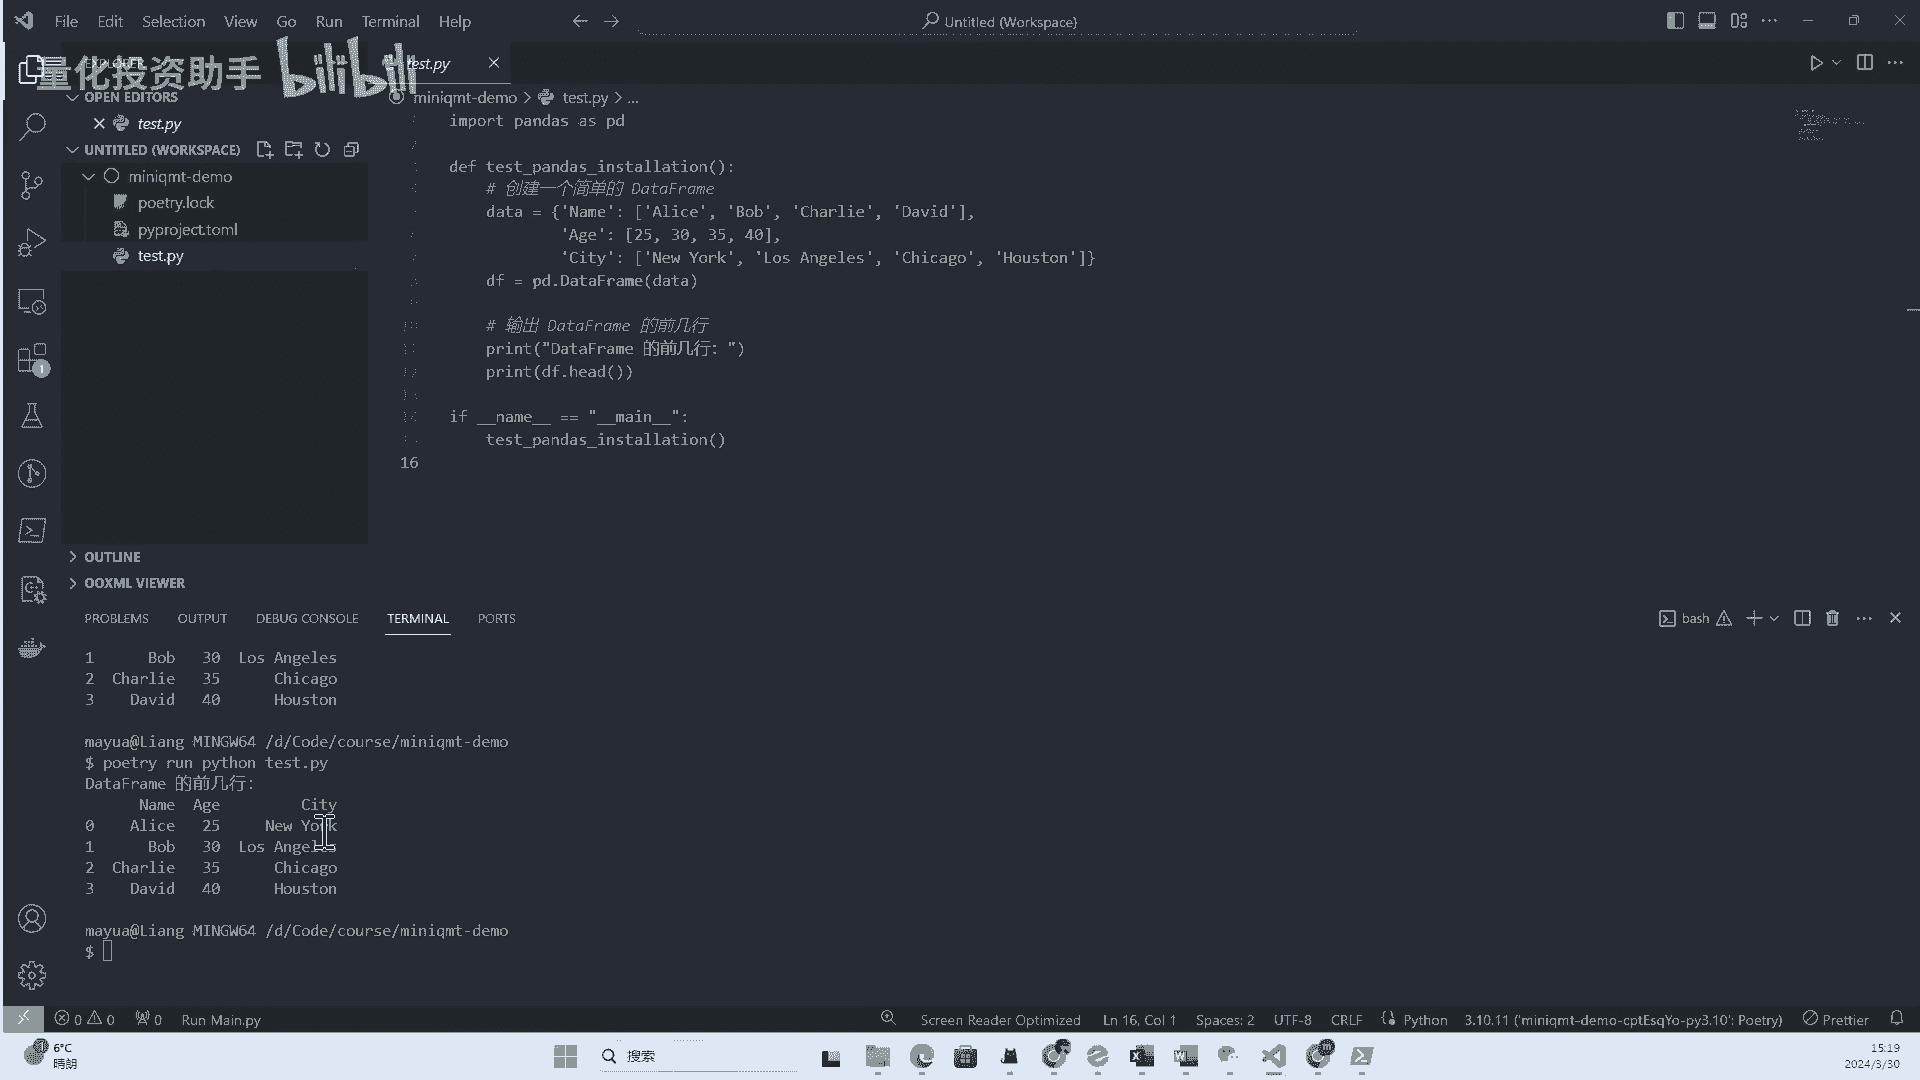 File Edit Selection View Go Run Terminal Help
Untitled (Workspace)
量化投资助手 bilibili
test.py
OPEN EDITORS
test.py
UNTITLED (WORKSPACE)
miniqmt-demo
poetry.lock
pyproject.toml
test.py
OUTLINE
OOXML VIEWER
miniqmt-demo > test.py > ...
import pandas as pd
def test_pandas_installation():
# 创建一个简单的 DataFrame
data = {'Name': ['Alice', 'Bob', 'Charlie', 'David'],
'Age': [25, 30, 35, 40],
'City': ['New York', 'Los Angeles', 'Chicago', 'Houston']}
df = pd.DataFrame(data)
# 输出 DataFrame 的前几行
print("DataFrame 的前几行: ")
print(df.head())
if __name__ == "__main__":
test_pandas_installation()
16
PROBLEMS OUTPUT DEBUG CONSOLE TERMINAL PORTS
bash
1 Bob 30 Los Angeles
2 Charlie 35 Chicago
3 David 40 Houston
mayua@Liang MINGW64 /d/Code/course/miniqmt-demo
$ poetry run python test.py
DataFrame 的前几行:
Name Age City
0 Alice 25 New York
1 Bob 30 Los Angeles
2 Charlie 35 Chicago
3 David 40 Houston
mayua@Liang MINGW64 /d/Code/course/miniqmt-demo
$
0 0 0 Run Main.py
Screen Reader Optimized Ln 16, Col 1 Spaces: 2 UTF-8 CRLF Python 3.10.11 ('miniqmt-demo-cptEsqYo-py3.10': Poetry) Prettier
6°C
晴朗
搜索
15:19
2024/3/30